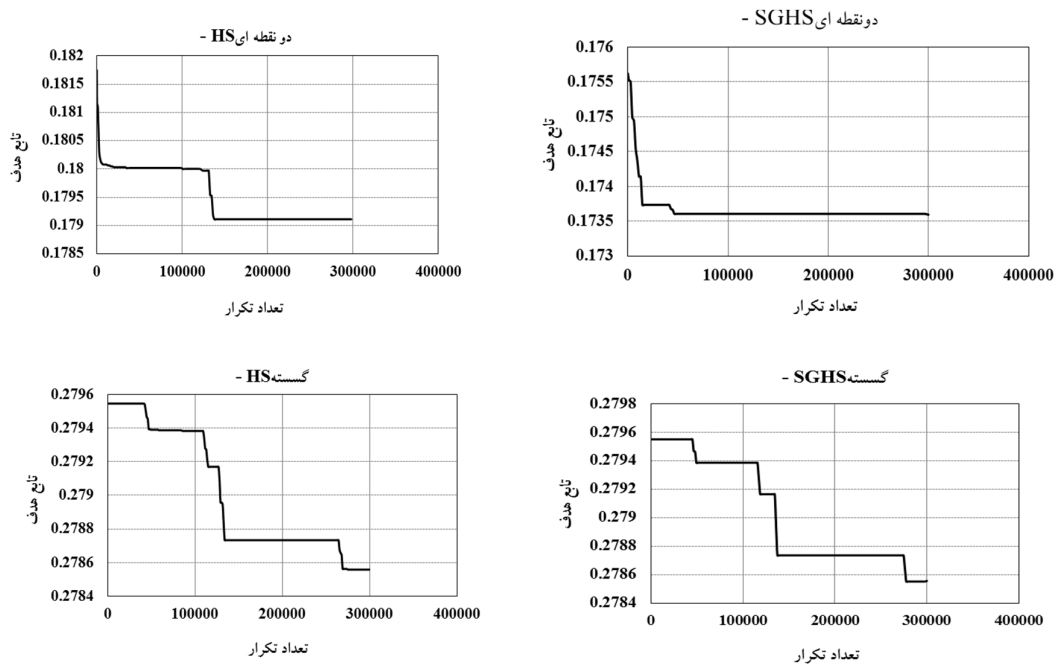 دو نقطه ایHS -
0.182
0.1815
0.181
0.1805
0.18
0.1795
0.179
0.1785
تابع هدف
0 100000 200000 300000 400000
تعداد تکرار
دونقطه ایSGHS -
0.176
0.1755
0.175
0.1745
0.174
0.1735
0.173
تابع هدف
0 100000 200000 300000 400000
تعداد تکرار
گسستهHS -
0.2796
0.2794
0.2792
0.279
0.2788
0.2786
0.2784
تابع هدف
0 100000 200000 300000 400000
تعداد تکرار
گسستهSGHS -
0.2798
0.2796
0.2794
0.2792
0.279
0.2788
0.2786
0.2784
تابع هدف
0 100000 200000 300000 400000
تعداد تکرار